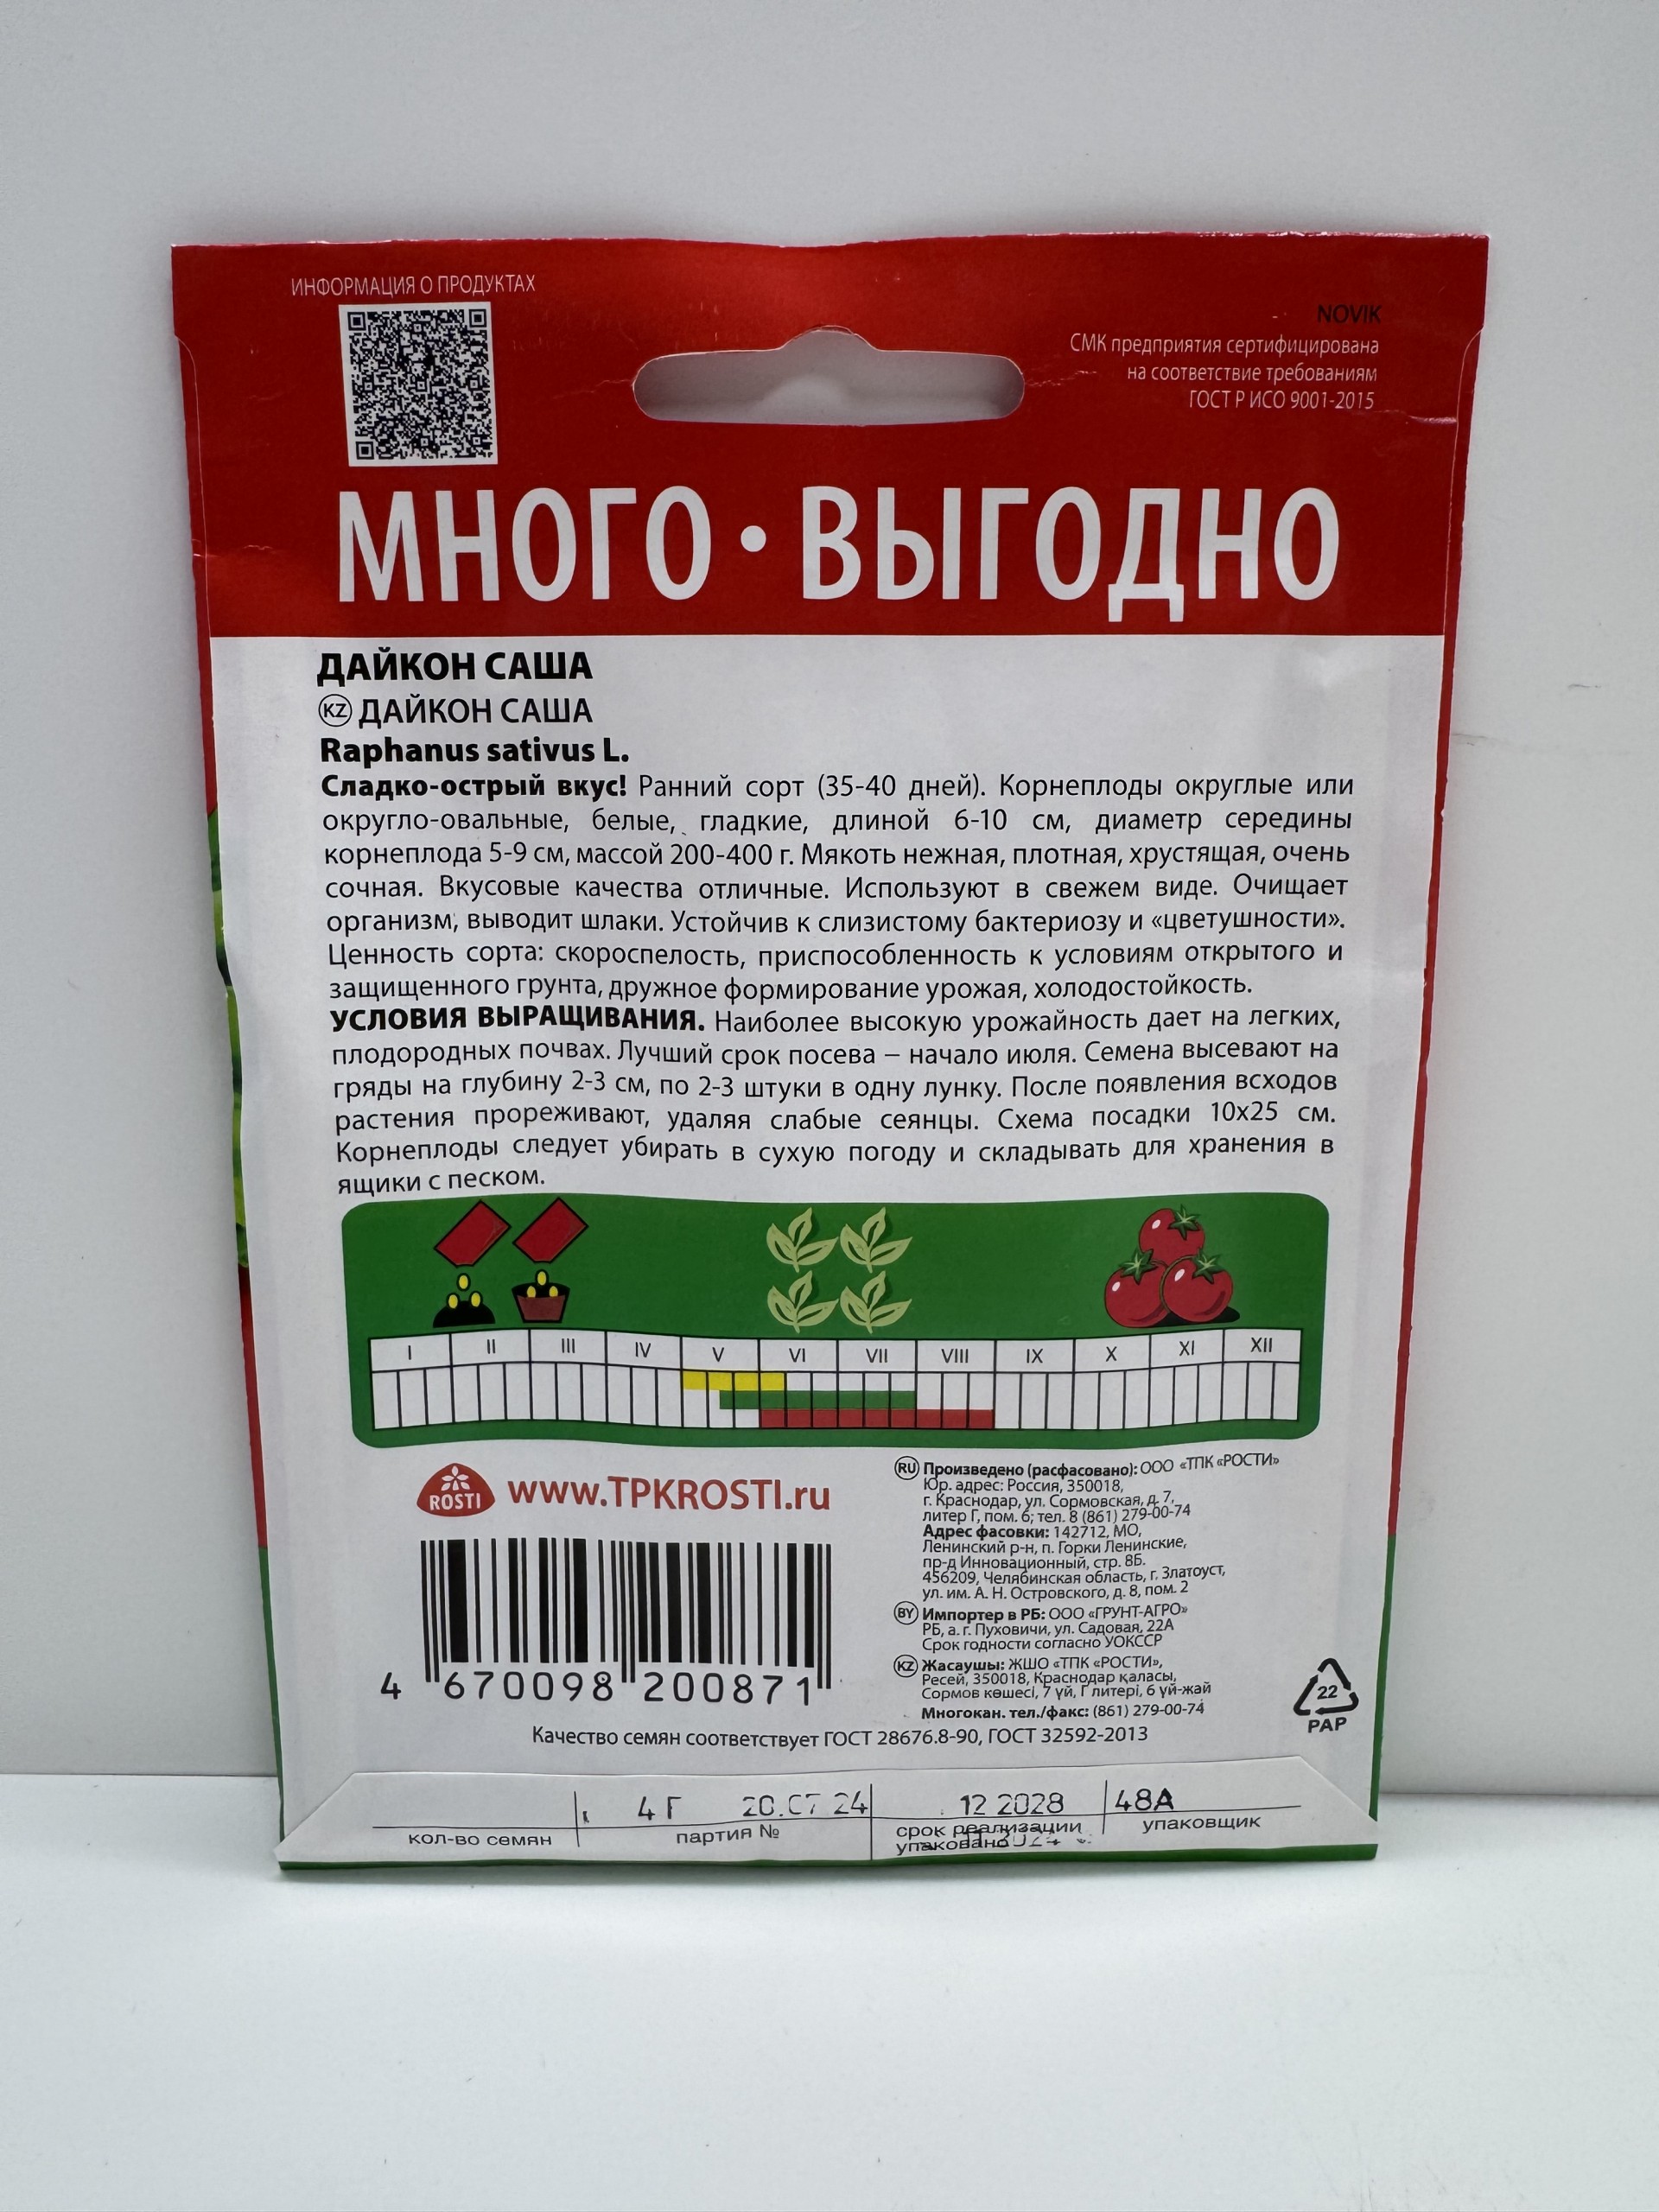 ИНФОРМАЦИЯ О ПРОДУКТАХ
NOVIK
СМК предприятия сертифицирована
на соответствие требованиям
ГОСТ Р ИСО 9001-2015
МНОГО • ВЫГОДНО
ДАЙКОН САША
KZ ДАЙКОН САША
Raphanus sativus L.
Сладко-острый вкус! Ранний сорт (35-40 дней). Корнеплоды округлые или
округло-овальные, белые, гладкие, длиной 6-10 см, диаметр середины
корнеплода 5-9 см, массой 200-400 г. Мякоть нежная, плотная, хрустящая, очень
сочная. Вкусовые качества отличные. Используют в свежем виде. Очищает
организм, выводит шлаки. Устойчив к слизистому бактериозу и «цветушности».
Ценность сорта: скороспелость, приспособленность к условиям открытого и
защищенного грунта, дружное формирование урожая, холодостойкость.
УСЛОВИЯ ВЫРАЩИВАНИЯ. Наиболее высокую урожайность дает на легких,
плодородных почвах. Лучший срок посева – начало июля. Семена высевают на
гряды на глубину 2-3 см, по 2-3 штуки в одну лунку. После появления всходов
растения прореживают, удаляя слабые сеянцы. Схема посадки 10х25 см.
Корнеплоды следует убирать в сухую погоду и складывать для хранения в
ящики с песком.
I II III IV V VI VII VIII IX X XI XII
ROSTI www.TPKROSTI.ru
4 670098 200871
RU Произведено (расфасовано): ООО «ТПК «РОСТИ»
Юр. адрес: Россия, 350018,
г. Краснодар, ул. Сормовская, д. 7,
литер Г, пом. 6; тел. 8 (861) 279-00-74
Адрес фасовки: 142712, МО,
Ленинский р-н, п. Горки Ленинские,
пр-д Инновационный, стр. 8Б.
456209, Челябинская область, г. Златоуст,
ул. им. А. Н. Островского, д. 8, пом. 2
BY Импортер в РБ: ООО «ГРУНТ-АГРО»
РБ, а. г. Пуховичи, ул. Садовая, 22А
Срок годности согласно УОКССР
KZ Жасаушы: ЖШО «ТПК «РОСТИ»,
Ресей, 350018, Краснодар қаласы,
Сормов көшесі, 7 үй, Г литері, 6 үй-жай
Многокан. тел./факс: (861) 279-00-74
22
PAP
Качество семян соответствует ГОСТ 28676.8-90, ГОСТ 32592-2013
4 Г 20.07 24 12 2028 48А
кол-во семян партия № срок реализации упаковщик
упаковано